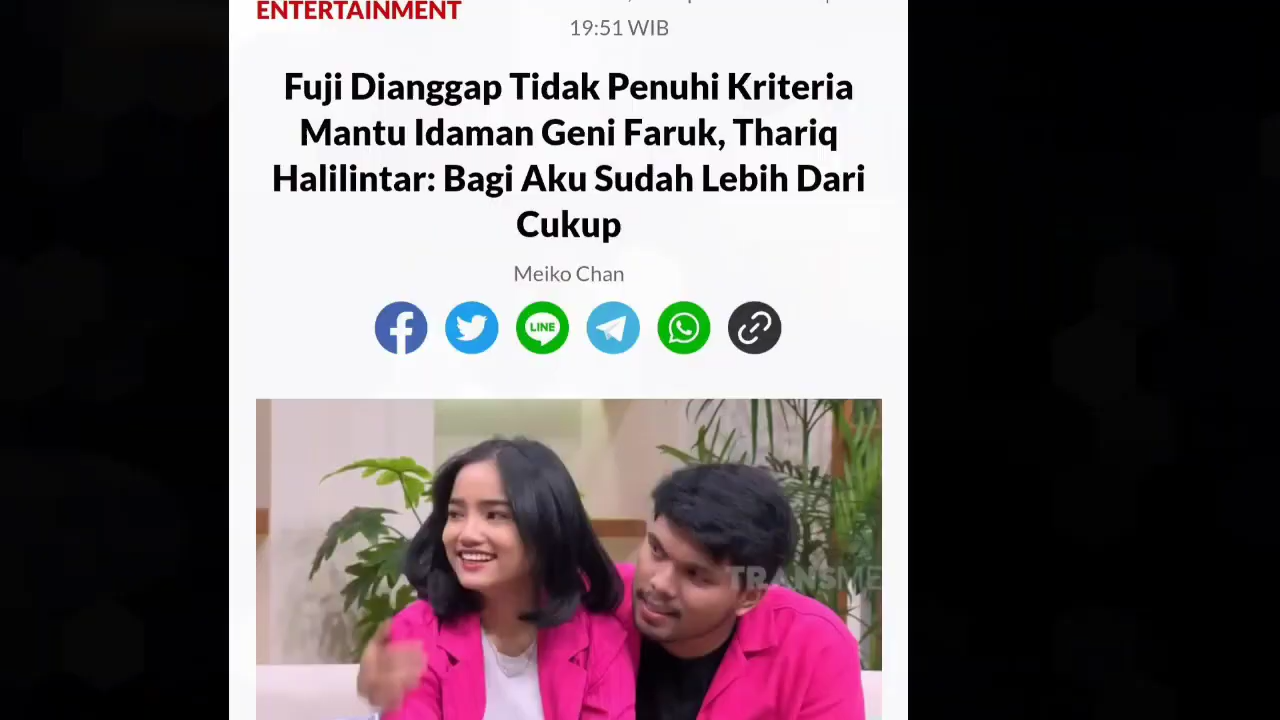 ENTERTAINMENT
19:51 WIB
Fuji Dianggap Tidak Penuhi Kriteria
Mantu Idaman Geni Faruk, Thariq
Halilintar: Bagi Aku Sudah Lebih Dari
Cukup
Meiko Chan
LINE
TRANSME